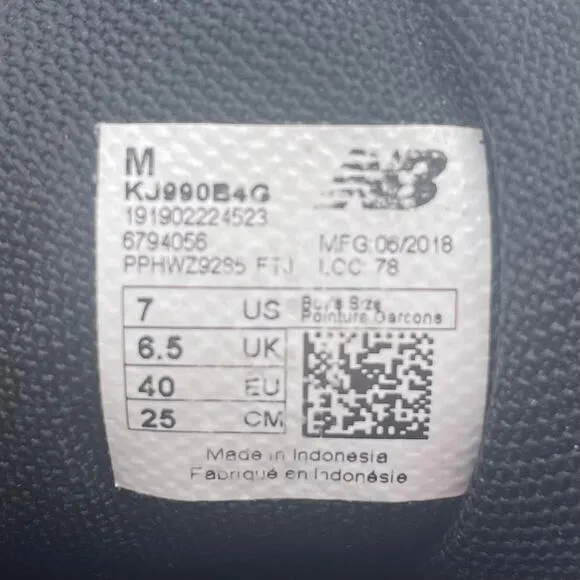 M
KJ990B4G
191902224523
6794056
MFG:06/2018
PPHWZ9285 FTJ LCC: 78
7 US
Boy's Size
Pointure Garcons
6.5 UK
40 EU
25 CM
Made in Indonesia
Fabriqué en Indonésie